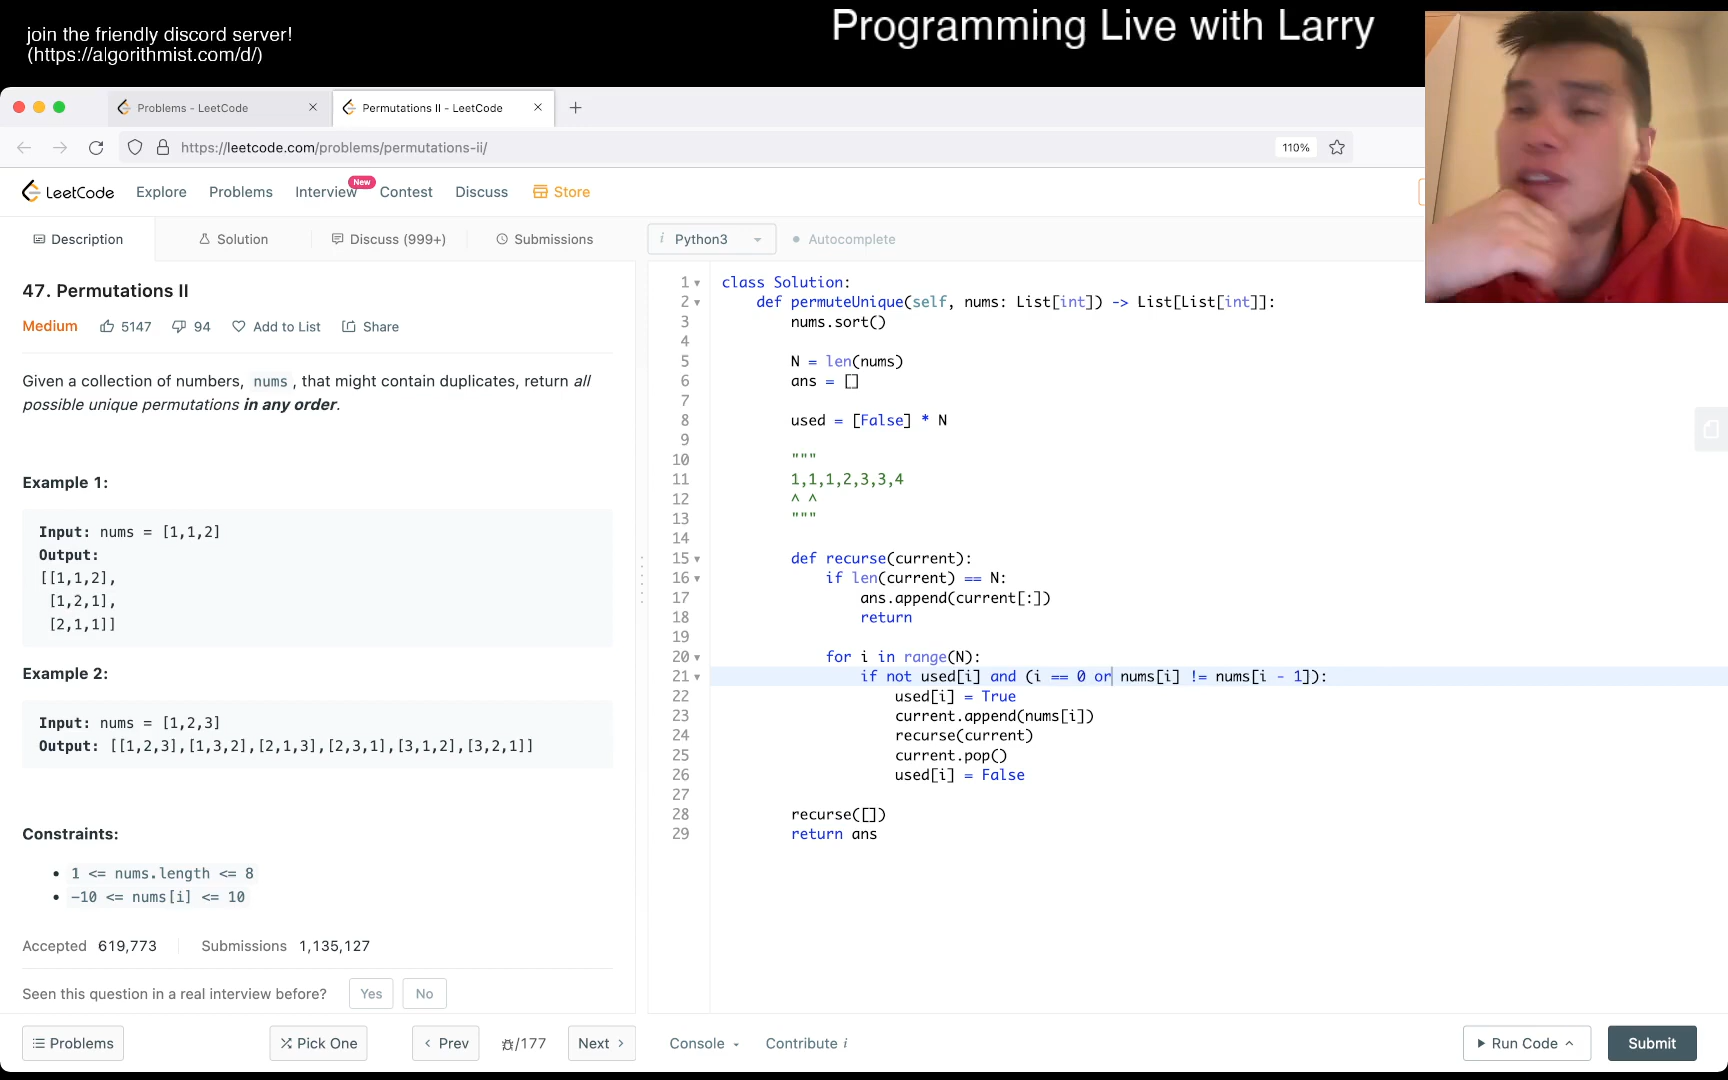 join the friendly discord server!
(https://algorithmist.com/d/)
Programming Live with Larry
Problems - LeetCode
Permutations II - LeetCode
https://leetcode.com/problems/permutations-ii/
110%
LeetCode
Explore
Problems
Interview
New
Contest
Discuss
Store
Description
Solution
Discuss (999+)
Submissions
i Python3
Autocomplete
47. Permutations II
Medium
5147
94
Add to List
Share
Given a collection of numbers, nums, that might contain duplicates, return all
possible unique permutations in any order.
Example 1:
Input: nums = [1,1,2]
Output:
[[1,1,2],
[1,2,1],
[2,1,1]]
Example 2:
Input: nums = [1,2,3]
Output: [[1,2,3],[1,3,2],[2,1,3],[2,3,1],[3,1,2],[3,2,1]]
Constraints:
1 <= nums.length <= 8
-10 <= nums[i] <= 10
Accepted 619,773
Submissions 1,135,127
Seen this question in a real interview before?
Yes
No
Problems
Pick One
Prev
/177
Next
1 class Solution:
2 def permuteUnique(self, nums: List[int]) -> List[List[int]]:
3 nums.sort()
4
5 N = len(nums)
6 ans = []
7
8 used = [False] * N
9
10 """
11 1,1,1,2,3,3,4
12 ^ ^
13 """
14
15 def recurse(current):
16 if len(current) == N:
17 ans.append(current[:])
18 return
19
20 for i in range(N):
21 if not used[i] and (i == 0 or nums[i] != nums[i - 1]):
22 used[i] = True
23 current.append(nums[i])
24 recurse(current)
25 current.pop()
26 used[i] = False
27
28 recurse([])
29 return ans
Console
Contribute i
Run Code
Submit